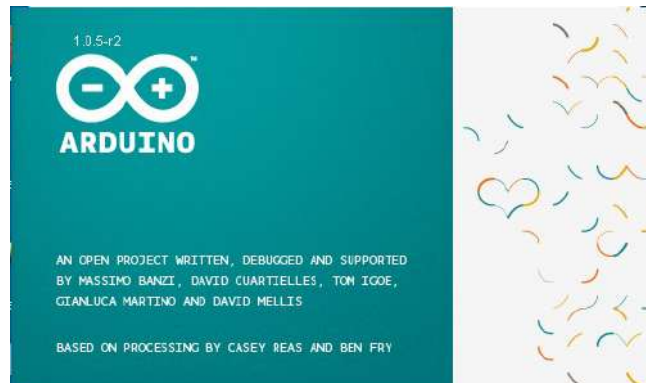 1.0.5-r2
™
ARDUINO
AN OPEN PROJECT WRITTEN, DEBUGGED AND SUPPORTED
BY MASSIMO BANZI, DAVID CUARTIELLES, TOM IGOE,
GIANLUCA MARTINO AND DAVID MELLIS
BASED ON PROCESSING BY CASEY REAS AND BEN FRY